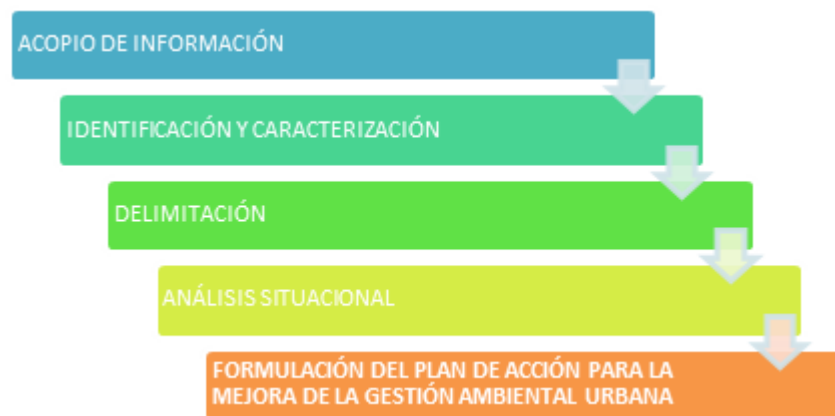 ACOPIO DE INFORMACIÓN
IDENTIFICACIÓN Y CARACTERIZACIÓN
DELIMITACIÓN
ANÁLISIS SITUACIONAL
FORMULACIÓN DEL PLAN DE ACCIÓN PARA LA
MEJORA DE LA GESTIÓN AMBIENTAL URBANA